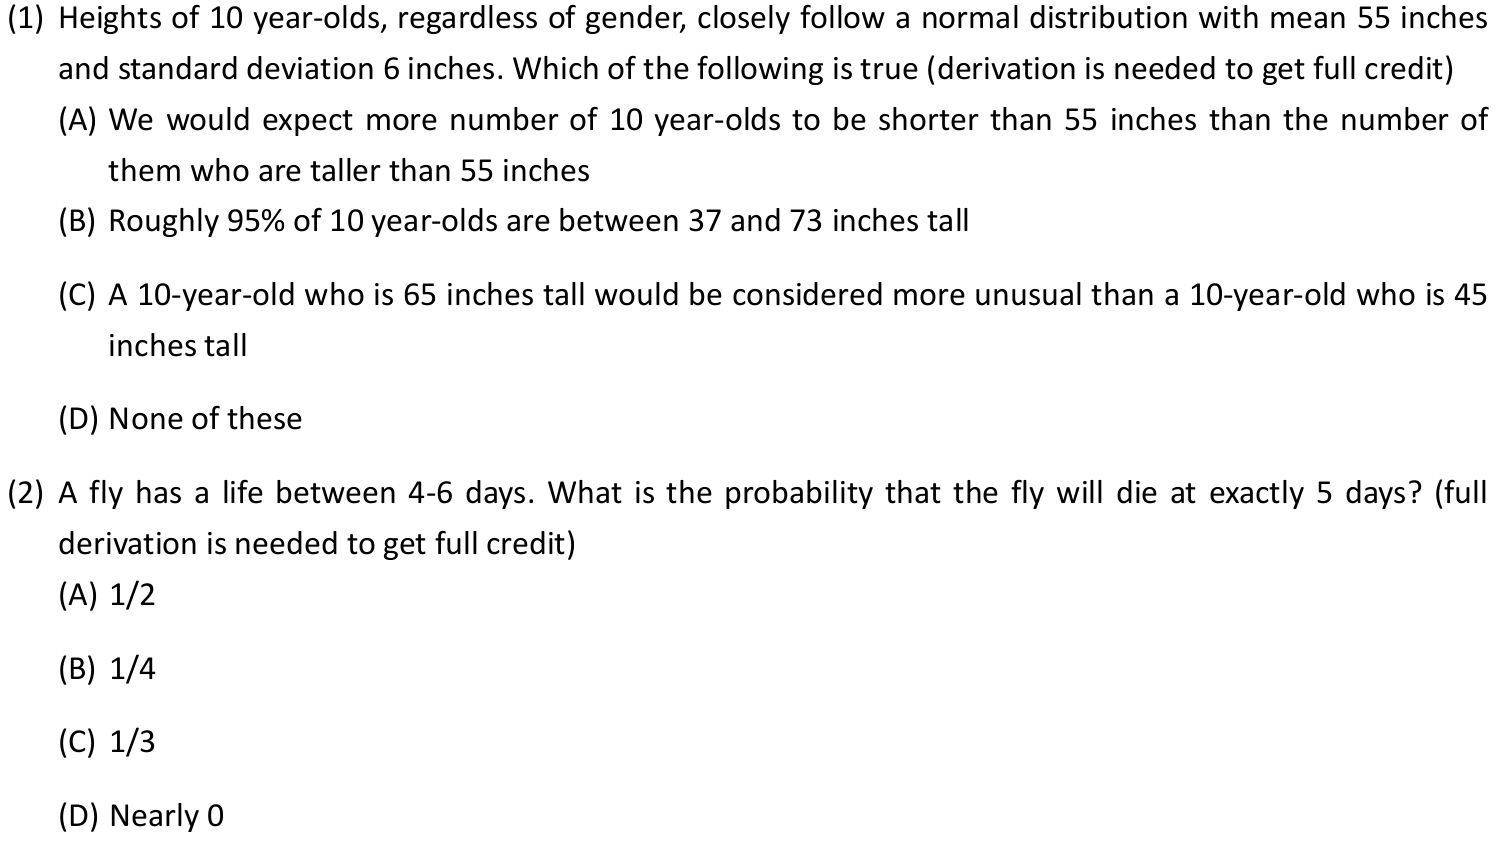 (1) Heights of 10 year-olds, regardless of gender, closely follow a normal distribution with mean 55 inches
and standard deviation 6 inches. Which of the following is true (derivation is needed to get full credit)
(A) We would expect more number of 10 year-olds to be shorter than 55 inches than the number of
them who are taller than 55 inches
(B) Roughly 95% of 10 year-olds are between 37 and 73 inches tall
(C) A 10-year-old who is 65 inches tall would be considered more unusual than a 10-year-old who is 45
inches tall
(D) None of these
(2) A fly has a life between 4-6 days. What is the probability that the fly will die at exactly 5 days? (full
derivation is needed to get full credit)
(A) 1/2
(B) 1/4
(C) 1/3
(D) Nearly 0